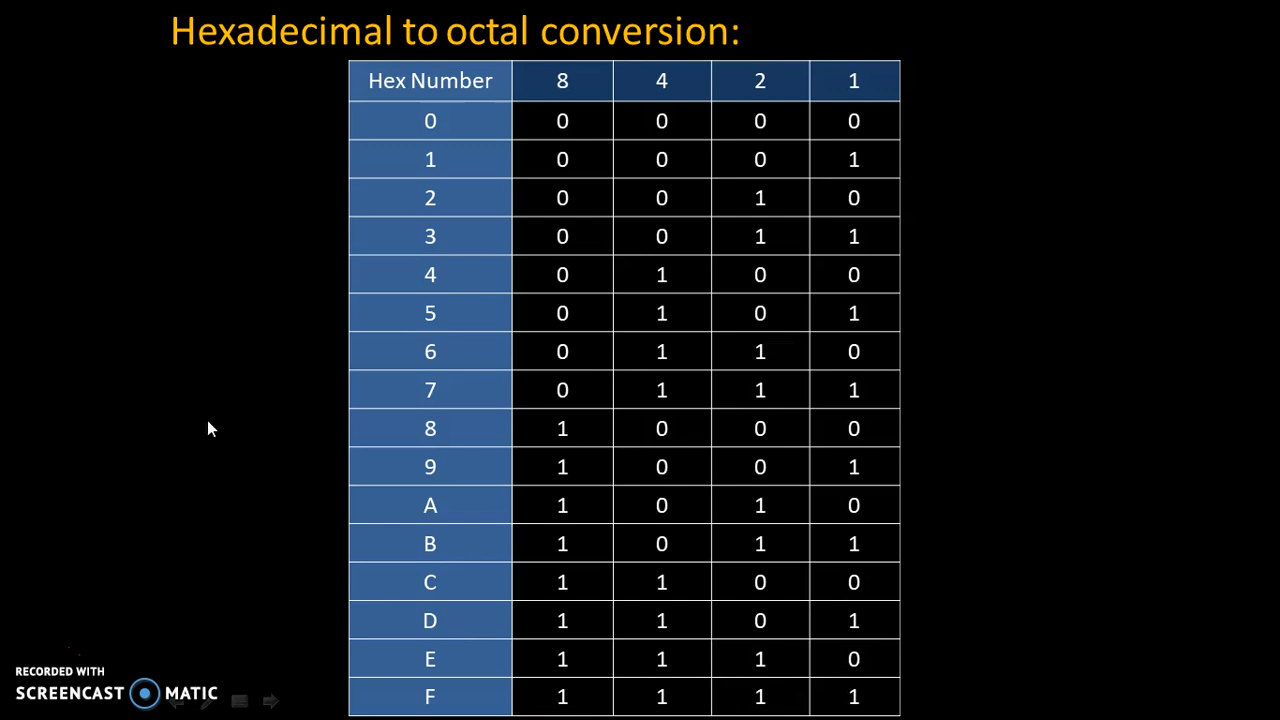 Hexadecimal to octal conversion:
Hex Number 8 4 2 1
0 0 0 0 0
1 0 0 0 1
2 0 0 1 0
3 0 0 1 1
4 0 1 0 0
5 0 1 0 1
6 0 1 1 0
7 0 1 1 1
8 1 0 0 0
9 1 0 0 1
A 1 0 1 0
B 1 0 1 1
C 1 1 0 0
D 1 1 0 1
E 1 1 1 0
F 1 1 1 1
RECORDED WITH
SCREENCAST MATIC